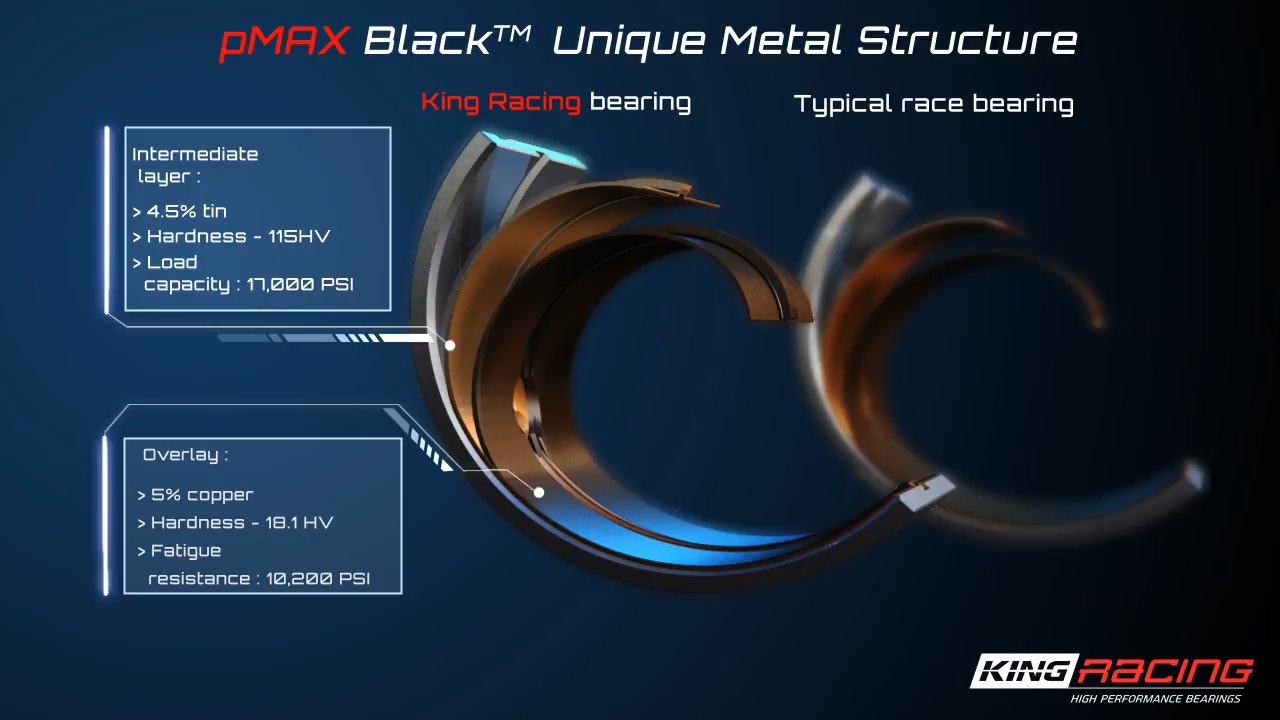 pMAX Black™ Unique Metal Structure
King Racing bearing
Typical race bearing
Intermediate
layer :
> 4.5% tin
> Hardness - 115HV
> Load
capacity : 17,000 PSI
Overlay :
> 5% copper
> Hardness - 18.1 HV
> Fatigue
resistance : 10,200 PSI
KING RACING
HIGH PERFORMANCE BEARINGS